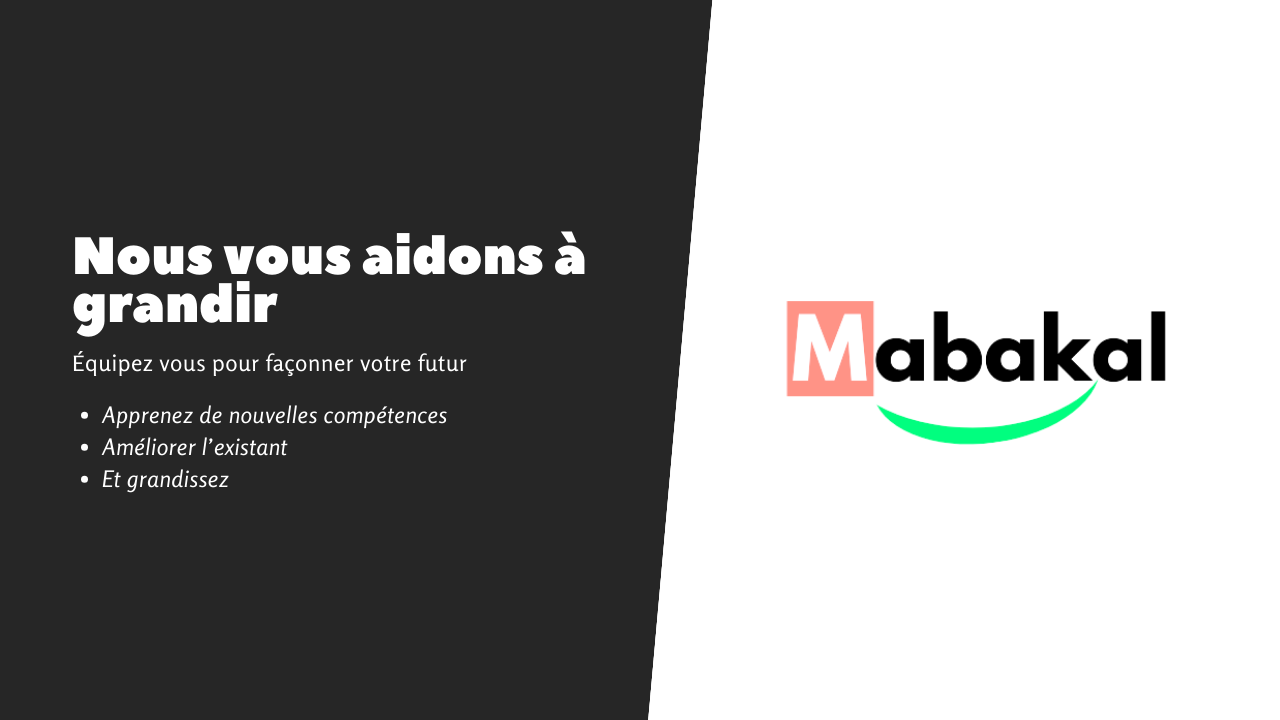 Nous vous aidons à
grandir
Équipez vous pour façonner votre futur
• Apprenez de nouvelles compétences
• Améliorer l’existant
• Et grandissez
Mabakal